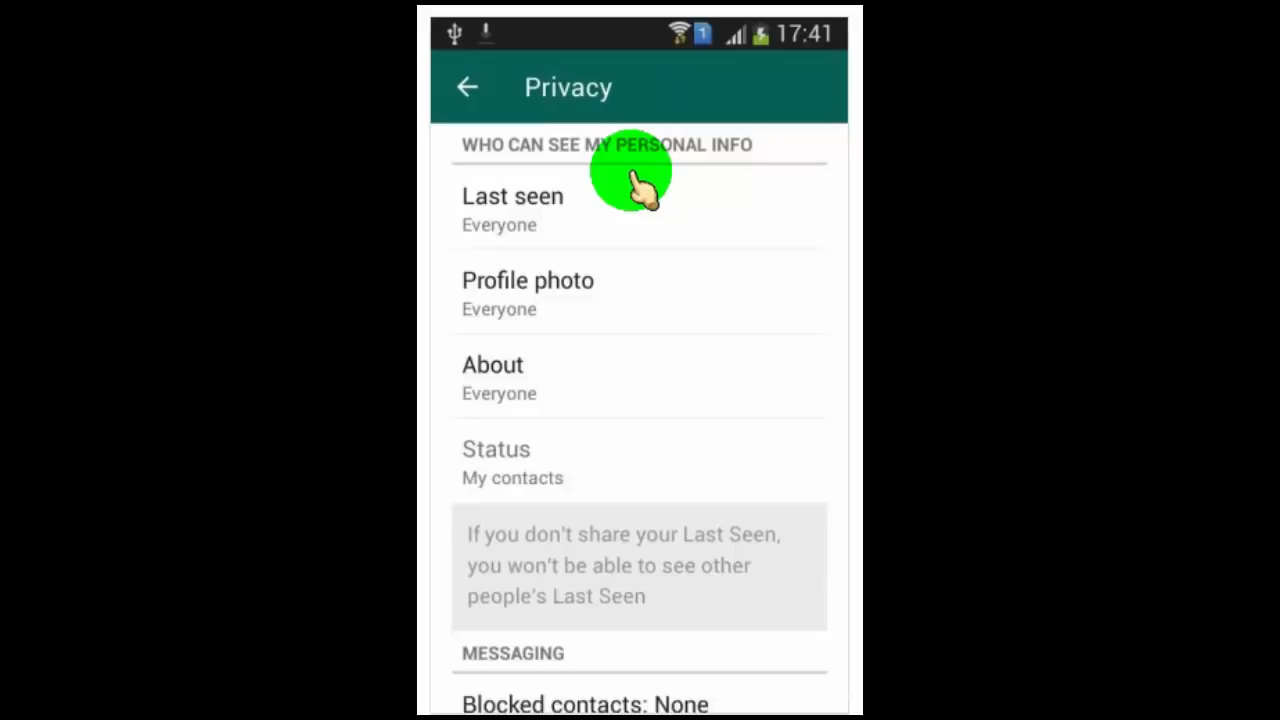 1 17:41
Privacy
WHO CAN SEE MY PERSONAL INFO
Last seen
Everyone
Profile photo
Everyone
About
Everyone
Status
My contacts
If you don't share your Last Seen,
you won't be able to see other
people's Last Seen
MESSAGING
Blocked contacts: None